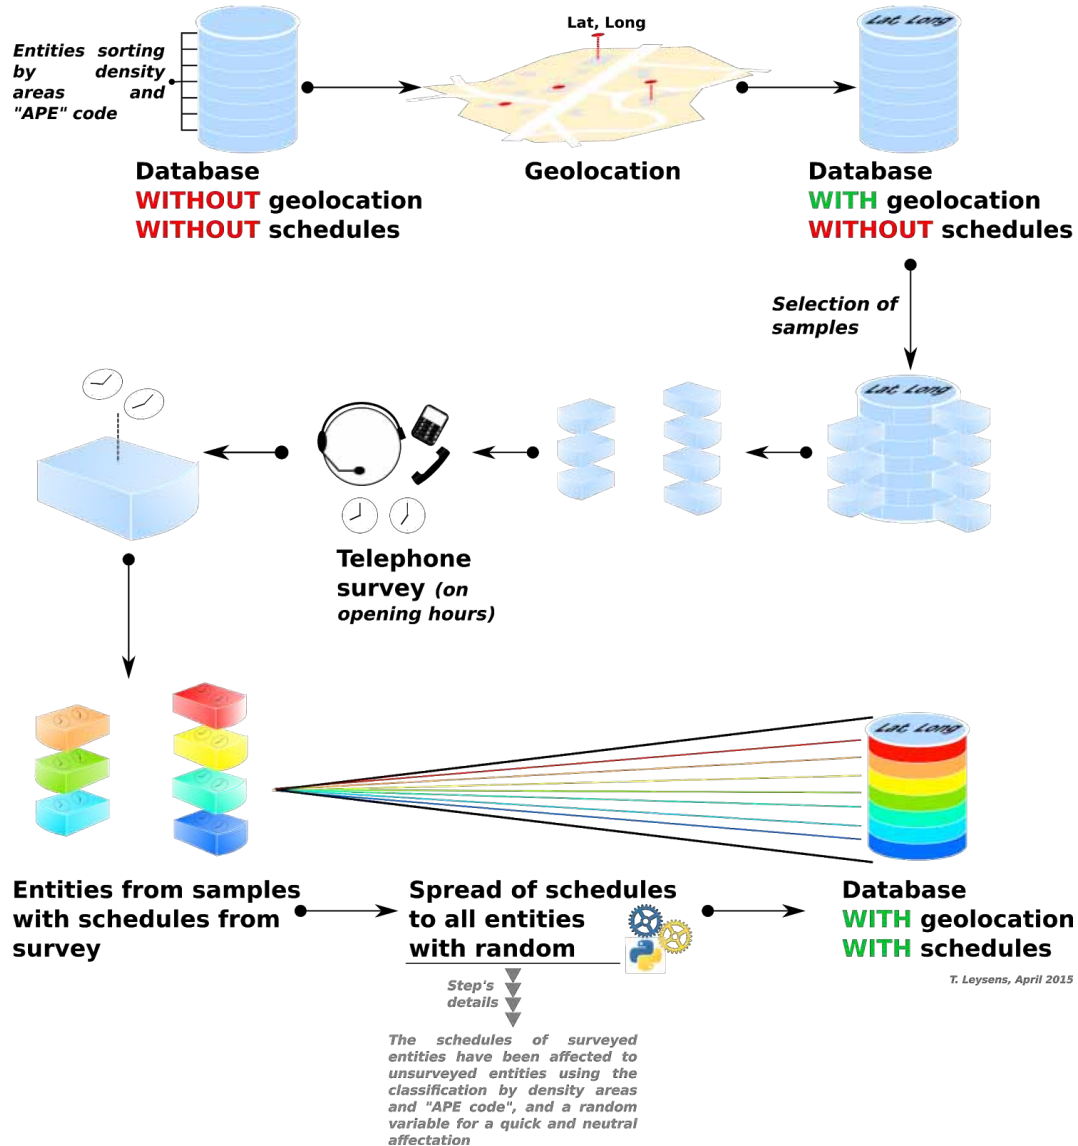 Entities sorting
by density
areas and
"APE" code
Lat, Long
Lat Long
Database
WITHOUT geolocation
WITHOUT schedules
Geolocation
Database
WITH geolocation
WITHOUT schedules
Selection of
samples
Lat Long
Telephone
survey (on
opening hours)
Lat Long
Entities from samples
with schedules from
survey
Spread of schedules
to all entities
with random
Database
WITH geolocation
WITH schedules
T. Leysens, April 2015
Step's
details
The schedules of surveyed
entities have been affected to
unsurveyed entities using the
classification by density areas
and "APE code", and a random
variable for a quick and neutral
affectation